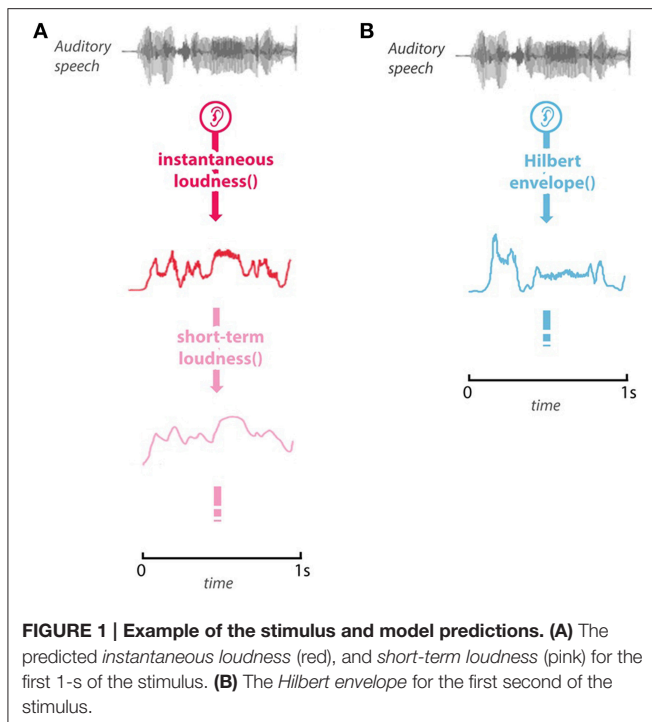 A
Auditory
speech
instantaneous
loudness()
short-term
loudness()
0
1s
time
B
Auditory
speech
Hilbert
envelope()
0
1s
time
FIGURE 1 | Example of the stimulus and model predictions. (A) The
predicted instantaneous loudness (red), and short-term loudness (pink) for the
first 1-s of the stimulus. (B) The Hilbert envelope for the first second of the
stimulus.